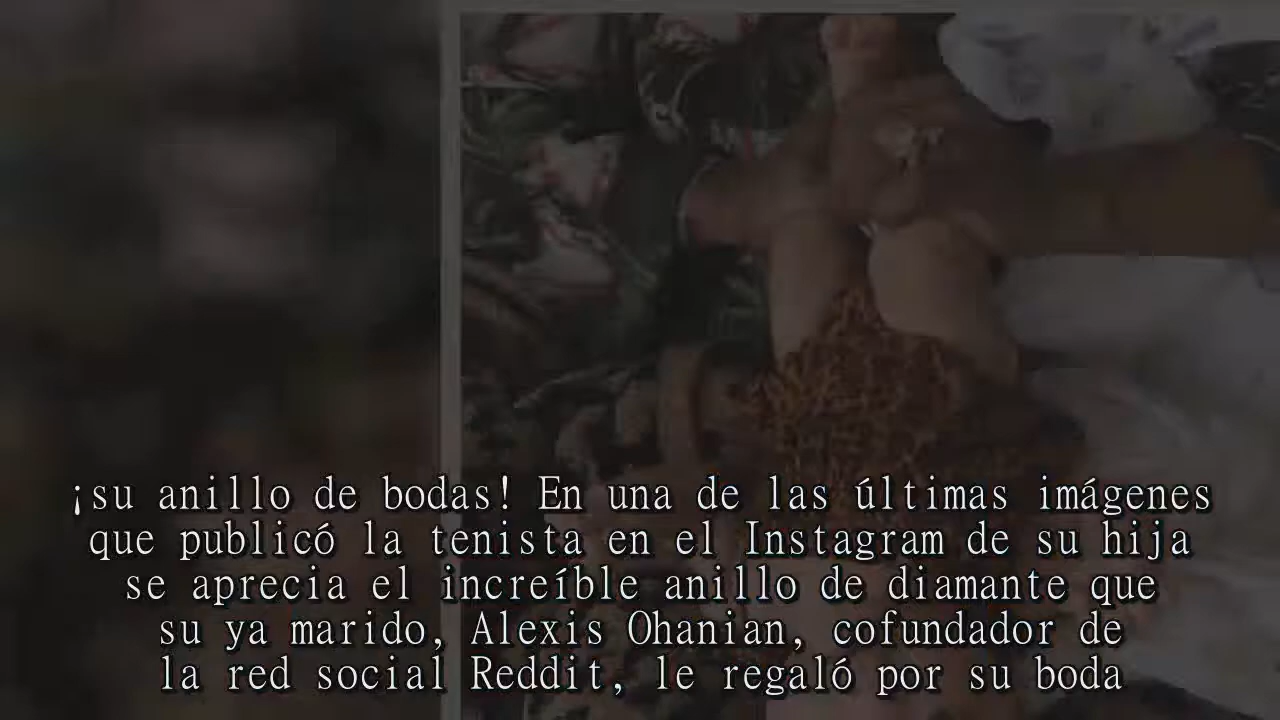 ¡su anillo de bodas! En una de las últimas imágenes
que publicó la tenista en el Instagram de su hija
se aprecia el increíble anillo de diamante que
su ya marido, Alexis Ohanian, cofundador de
la red social Reddit, le regaló por su boda